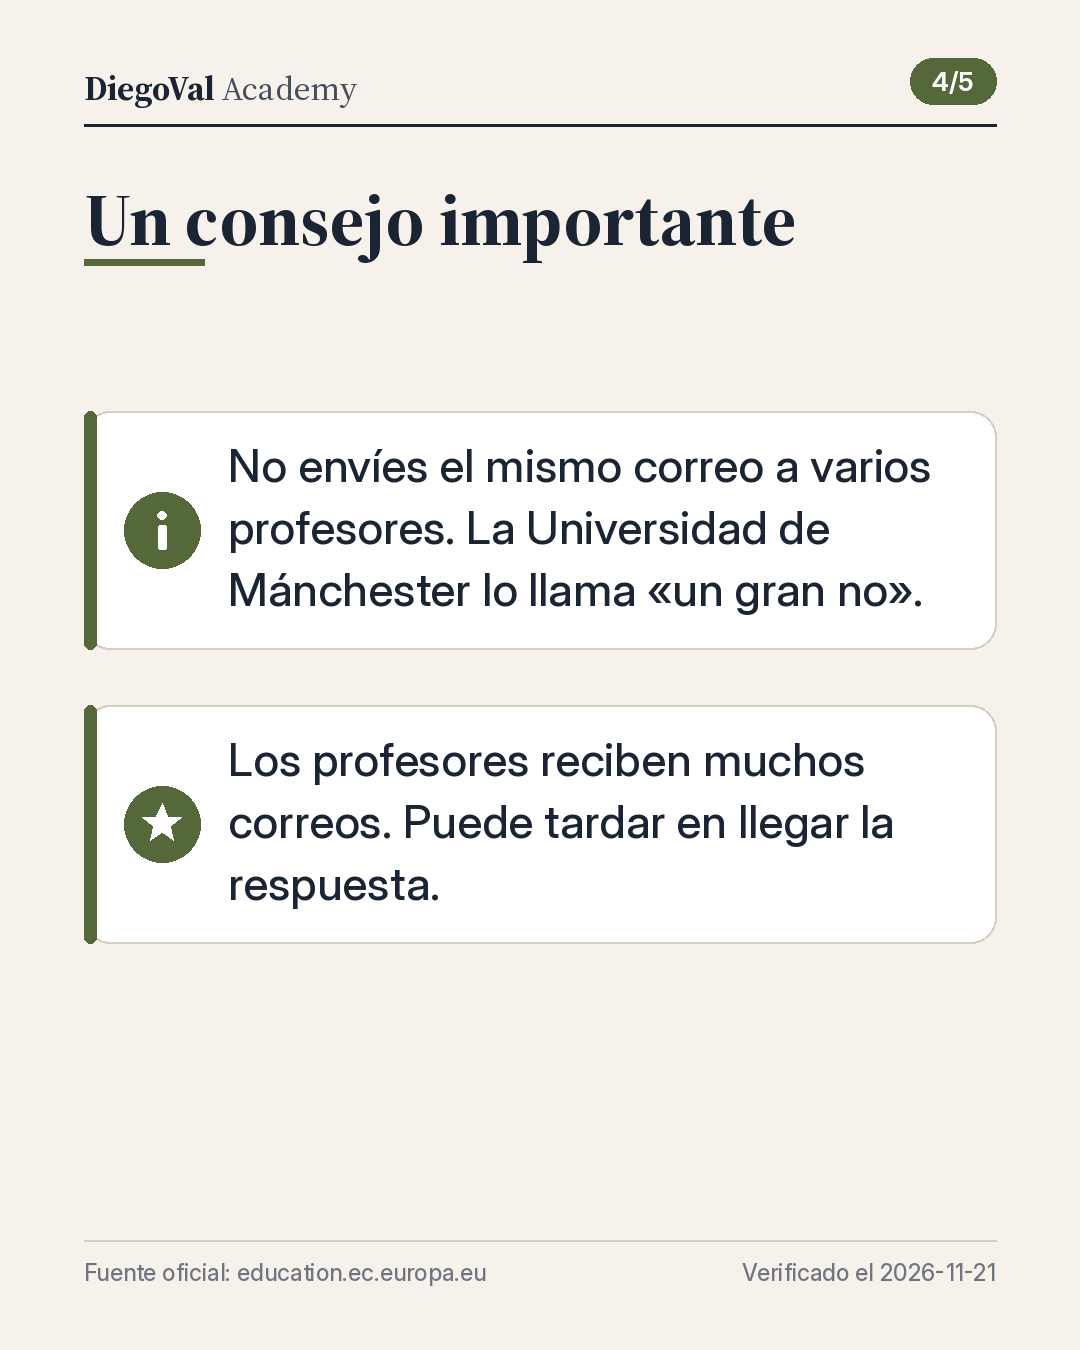 DiegoVal Academy
4/5
Un consejo importante
No envíes el mismo correo a varios
profesores. La Universidad de
Mánchester lo llama «un gran no».
Los profesores reciben muchos
correos. Puede tardar en llegar la
respuesta.
Fuente oficial: education.ec.europa.eu
Verificado el 2026-11-21